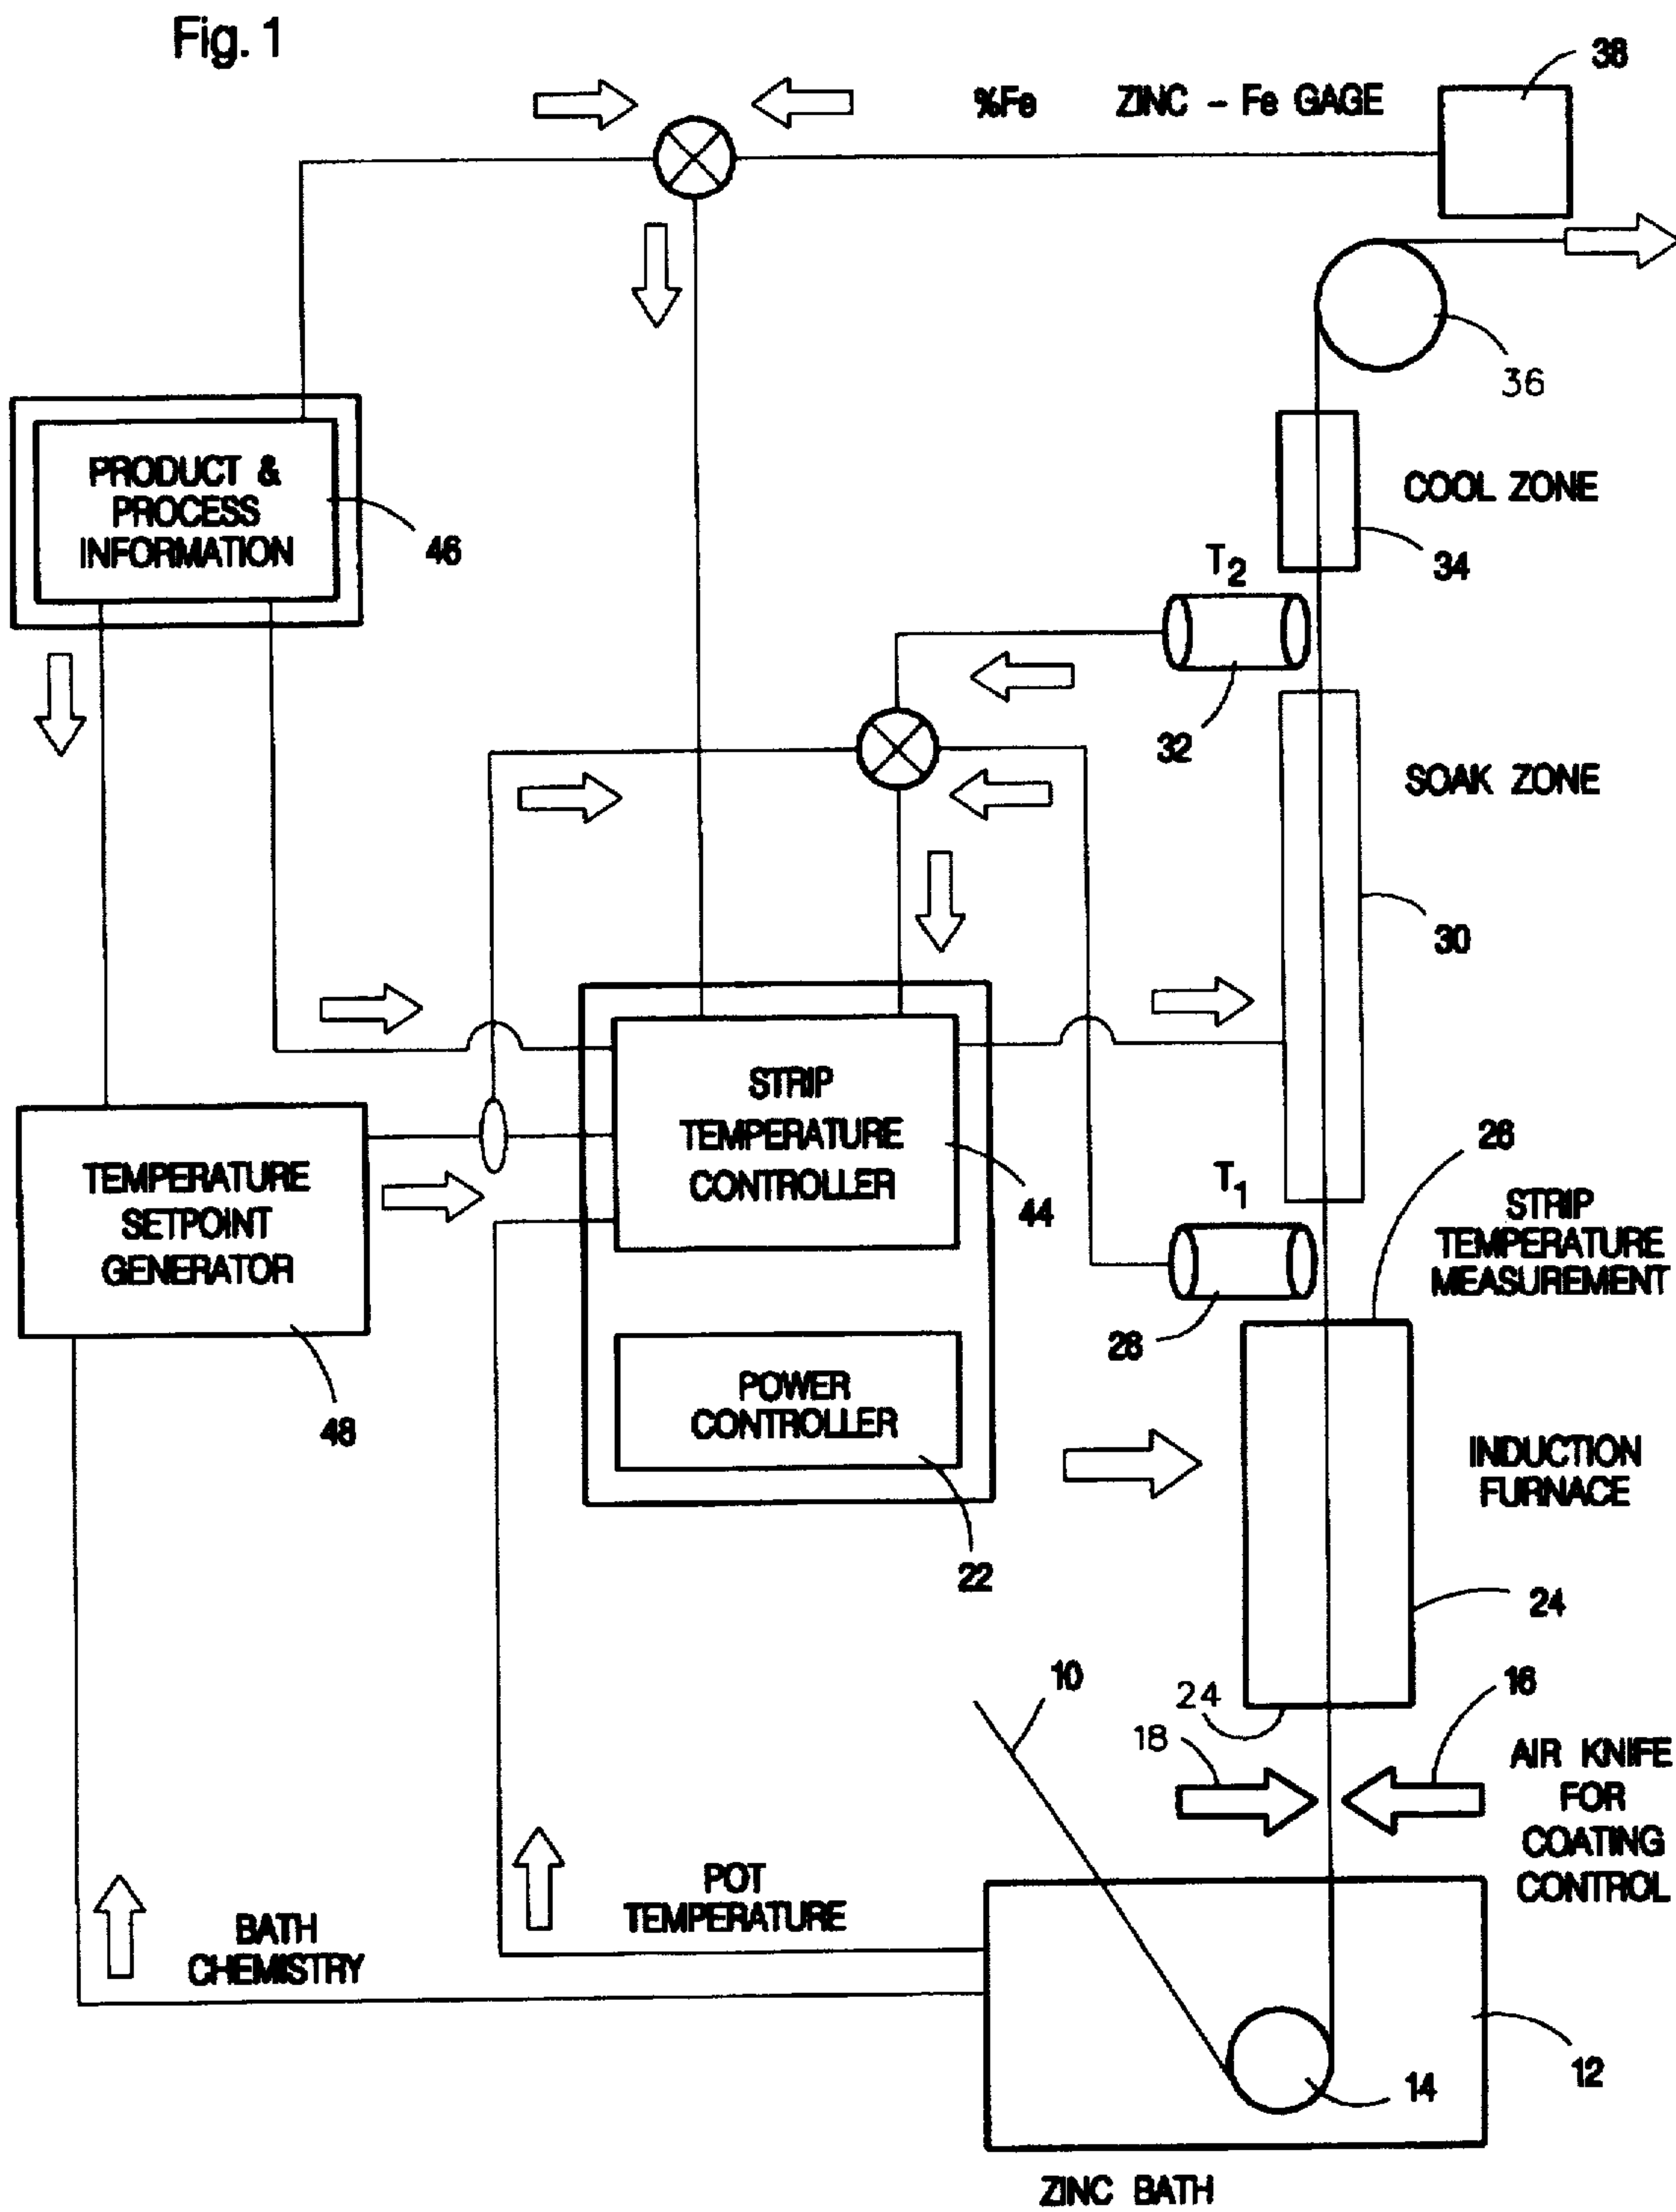 Fig. 1
38
%Fe ZINC – Fe GAGE
36
PRODUCT &
PROCESS
INFORMATION
46
COOL ZONE
34
T2
32
SOAK ZONE
30
STRIP
TEMPERATURE
CONTROLLER
44
26
TEMPERATURE
SETPOINT
GENERATOR
48
T1
28
STRIP
TEMPERATURE
MEASUREMENT
POWER
CONTROLLER
22
INDUCTION
FURNACE
24
10
24
18
16
AIR KNIFE
FOR
COATING
CONTROL
POT
TEMPERATURE
BATH
CHEMISTRY
12
14
ZINC BATH